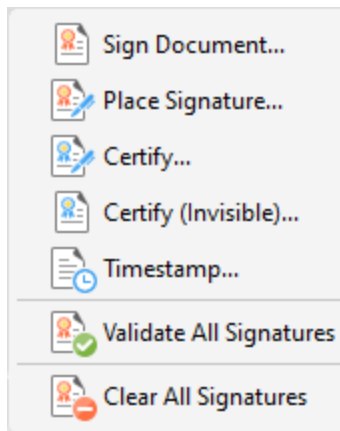 Sign Document...
Place Signature...
Certify...
Certify (Invisible)...
Timestamp...
Validate All Signatures
Clear All Signatures